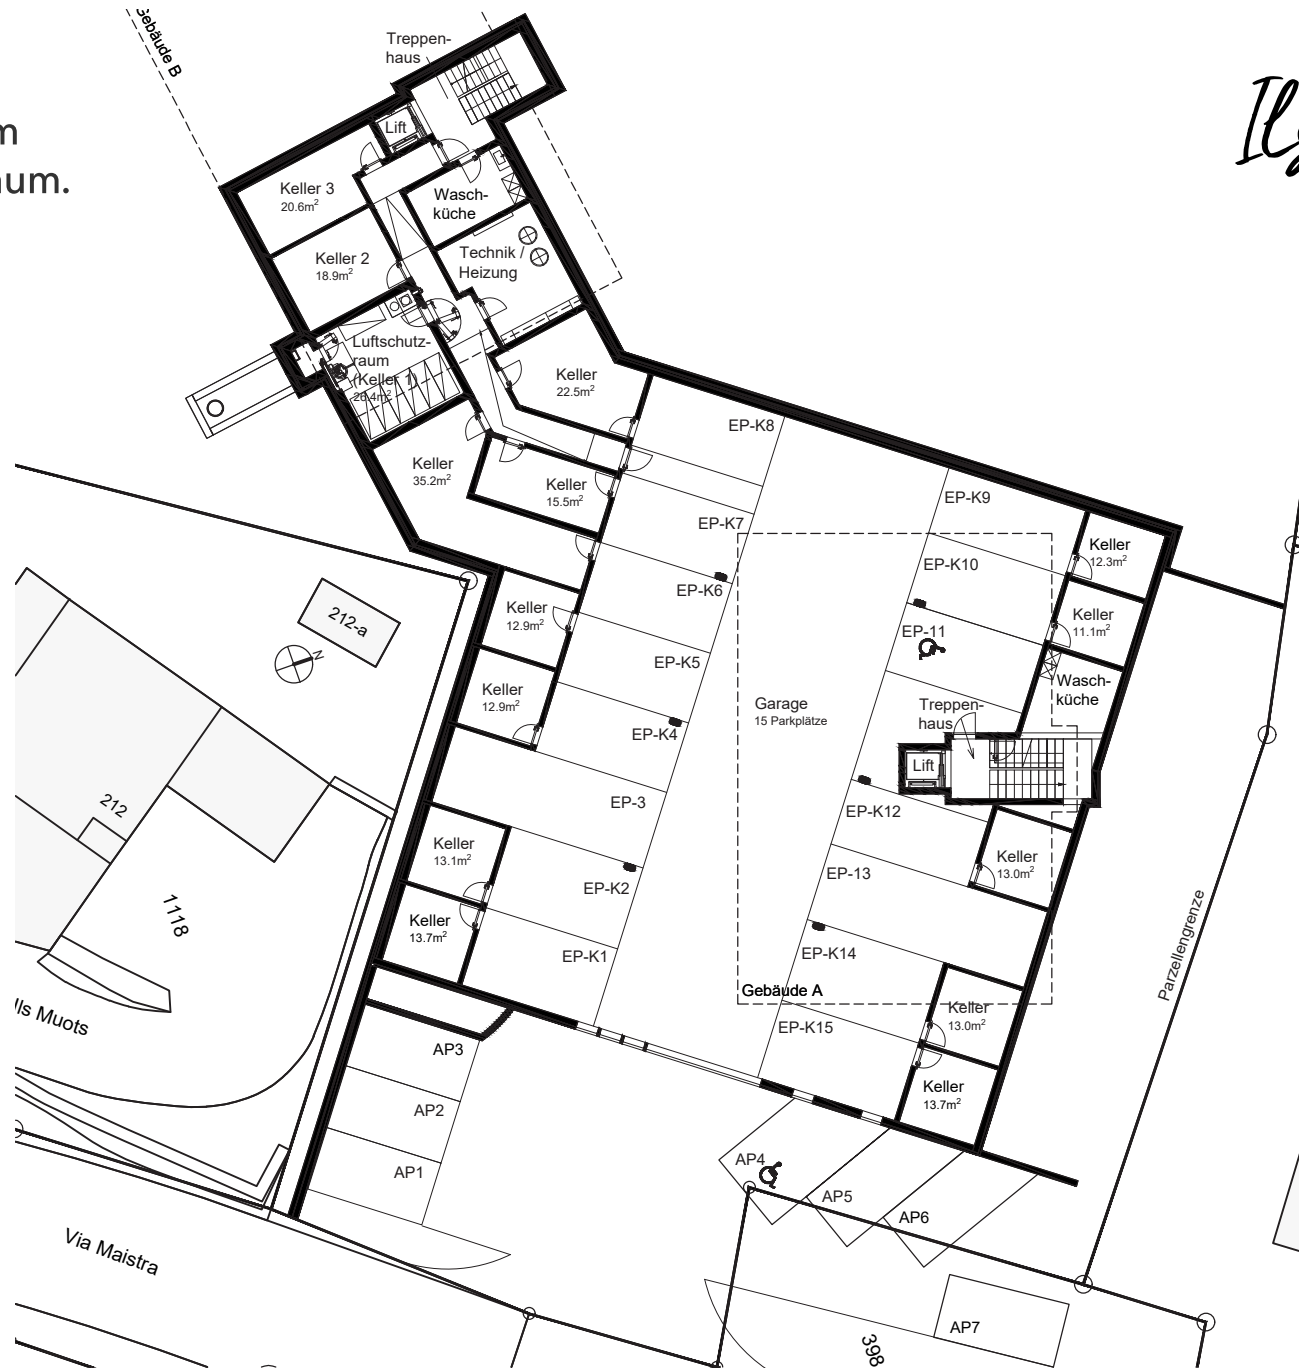 Gebäude B
Treppen-
haus
Lift
Keller 3
20.6m²
Wasch-
küche
Keller 2
18.9m²
Technik /
Heizung
Luftschutz-
raum
(Keller 1)
26.4m²
Keller
22.5m²
Keller
35.2m²
Keller
15.5m²
EP-K8
EP-K7
EP-K6
EP-K5
EP-K4
EP-3
EP-K2
EP-K1
EP-K9
EP-K10
EP-11
Keller
12.3m²
Keller
11.1m²
Wasch-
küche
Treppen-
haus
Lift
Garage
15 Parkplätze
Keller
12.9m²
Keller
12.9m²
Keller
13.1m²
Keller
13.7m²
EP-K12
EP-13
EP-K14
EP-K15
Keller
13.0m²
Keller
13.0m²
Keller
13.7m²
Gebäude A
Parzellengrenze
212-a
N
212
1118
Muots
AP3
AP2
AP1
AP4
AP5
AP6
AP7
Via Maistra
398